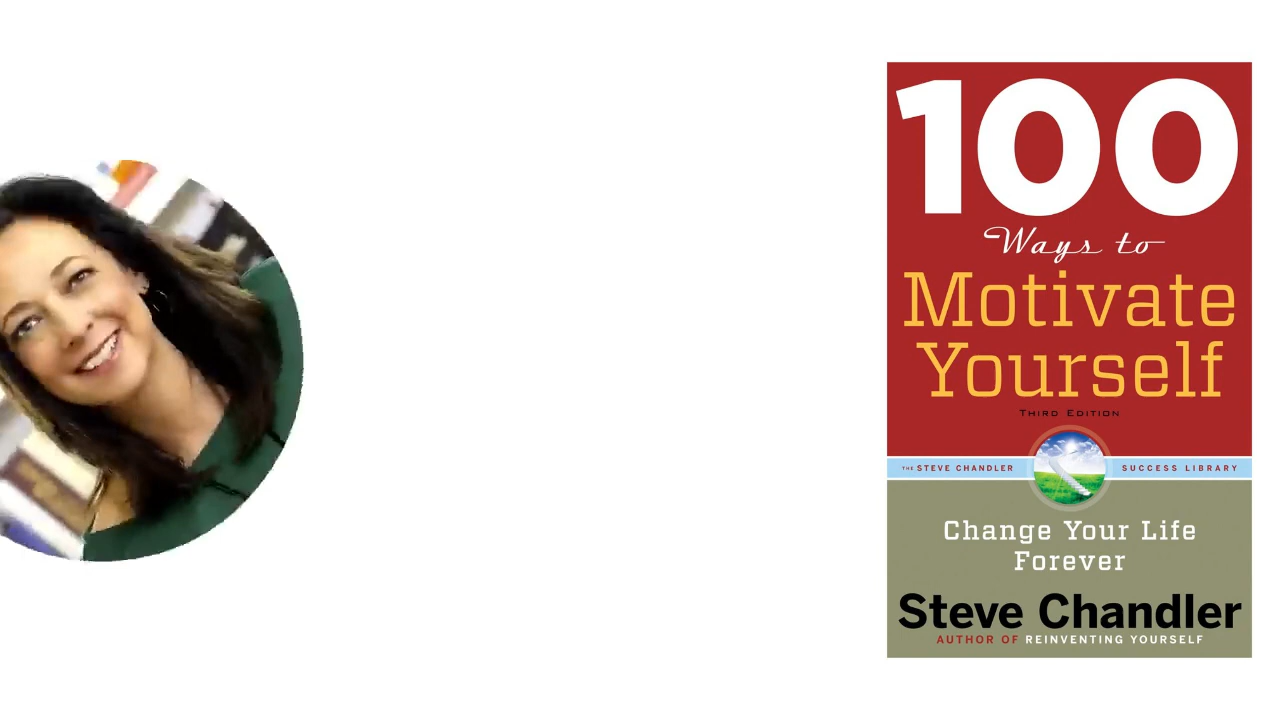 100
Ways to
Motivate
Yourself
THIRD EDITION
THE STEVE CHANDLER SUCCESS LIBRARY
Change Your Life
Forever
Steve Chandler
AUTHOR OF REINVENTING YOURSELF